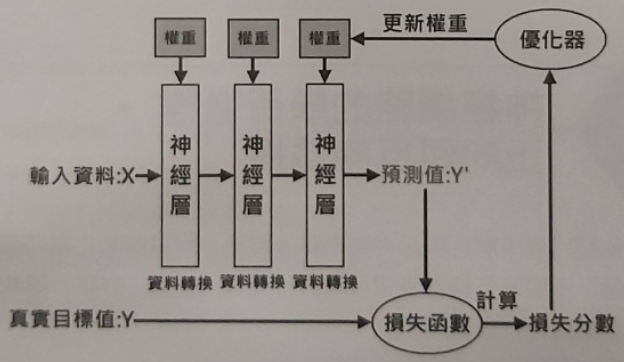 更新權重
權重
權重
權重
優化器
神經層
神經層
神經層
輸入資料:X
預測值:Y'
資料轉換
資料轉換
資料轉換
計算
真實目標值:Y
損失函數
損失分數